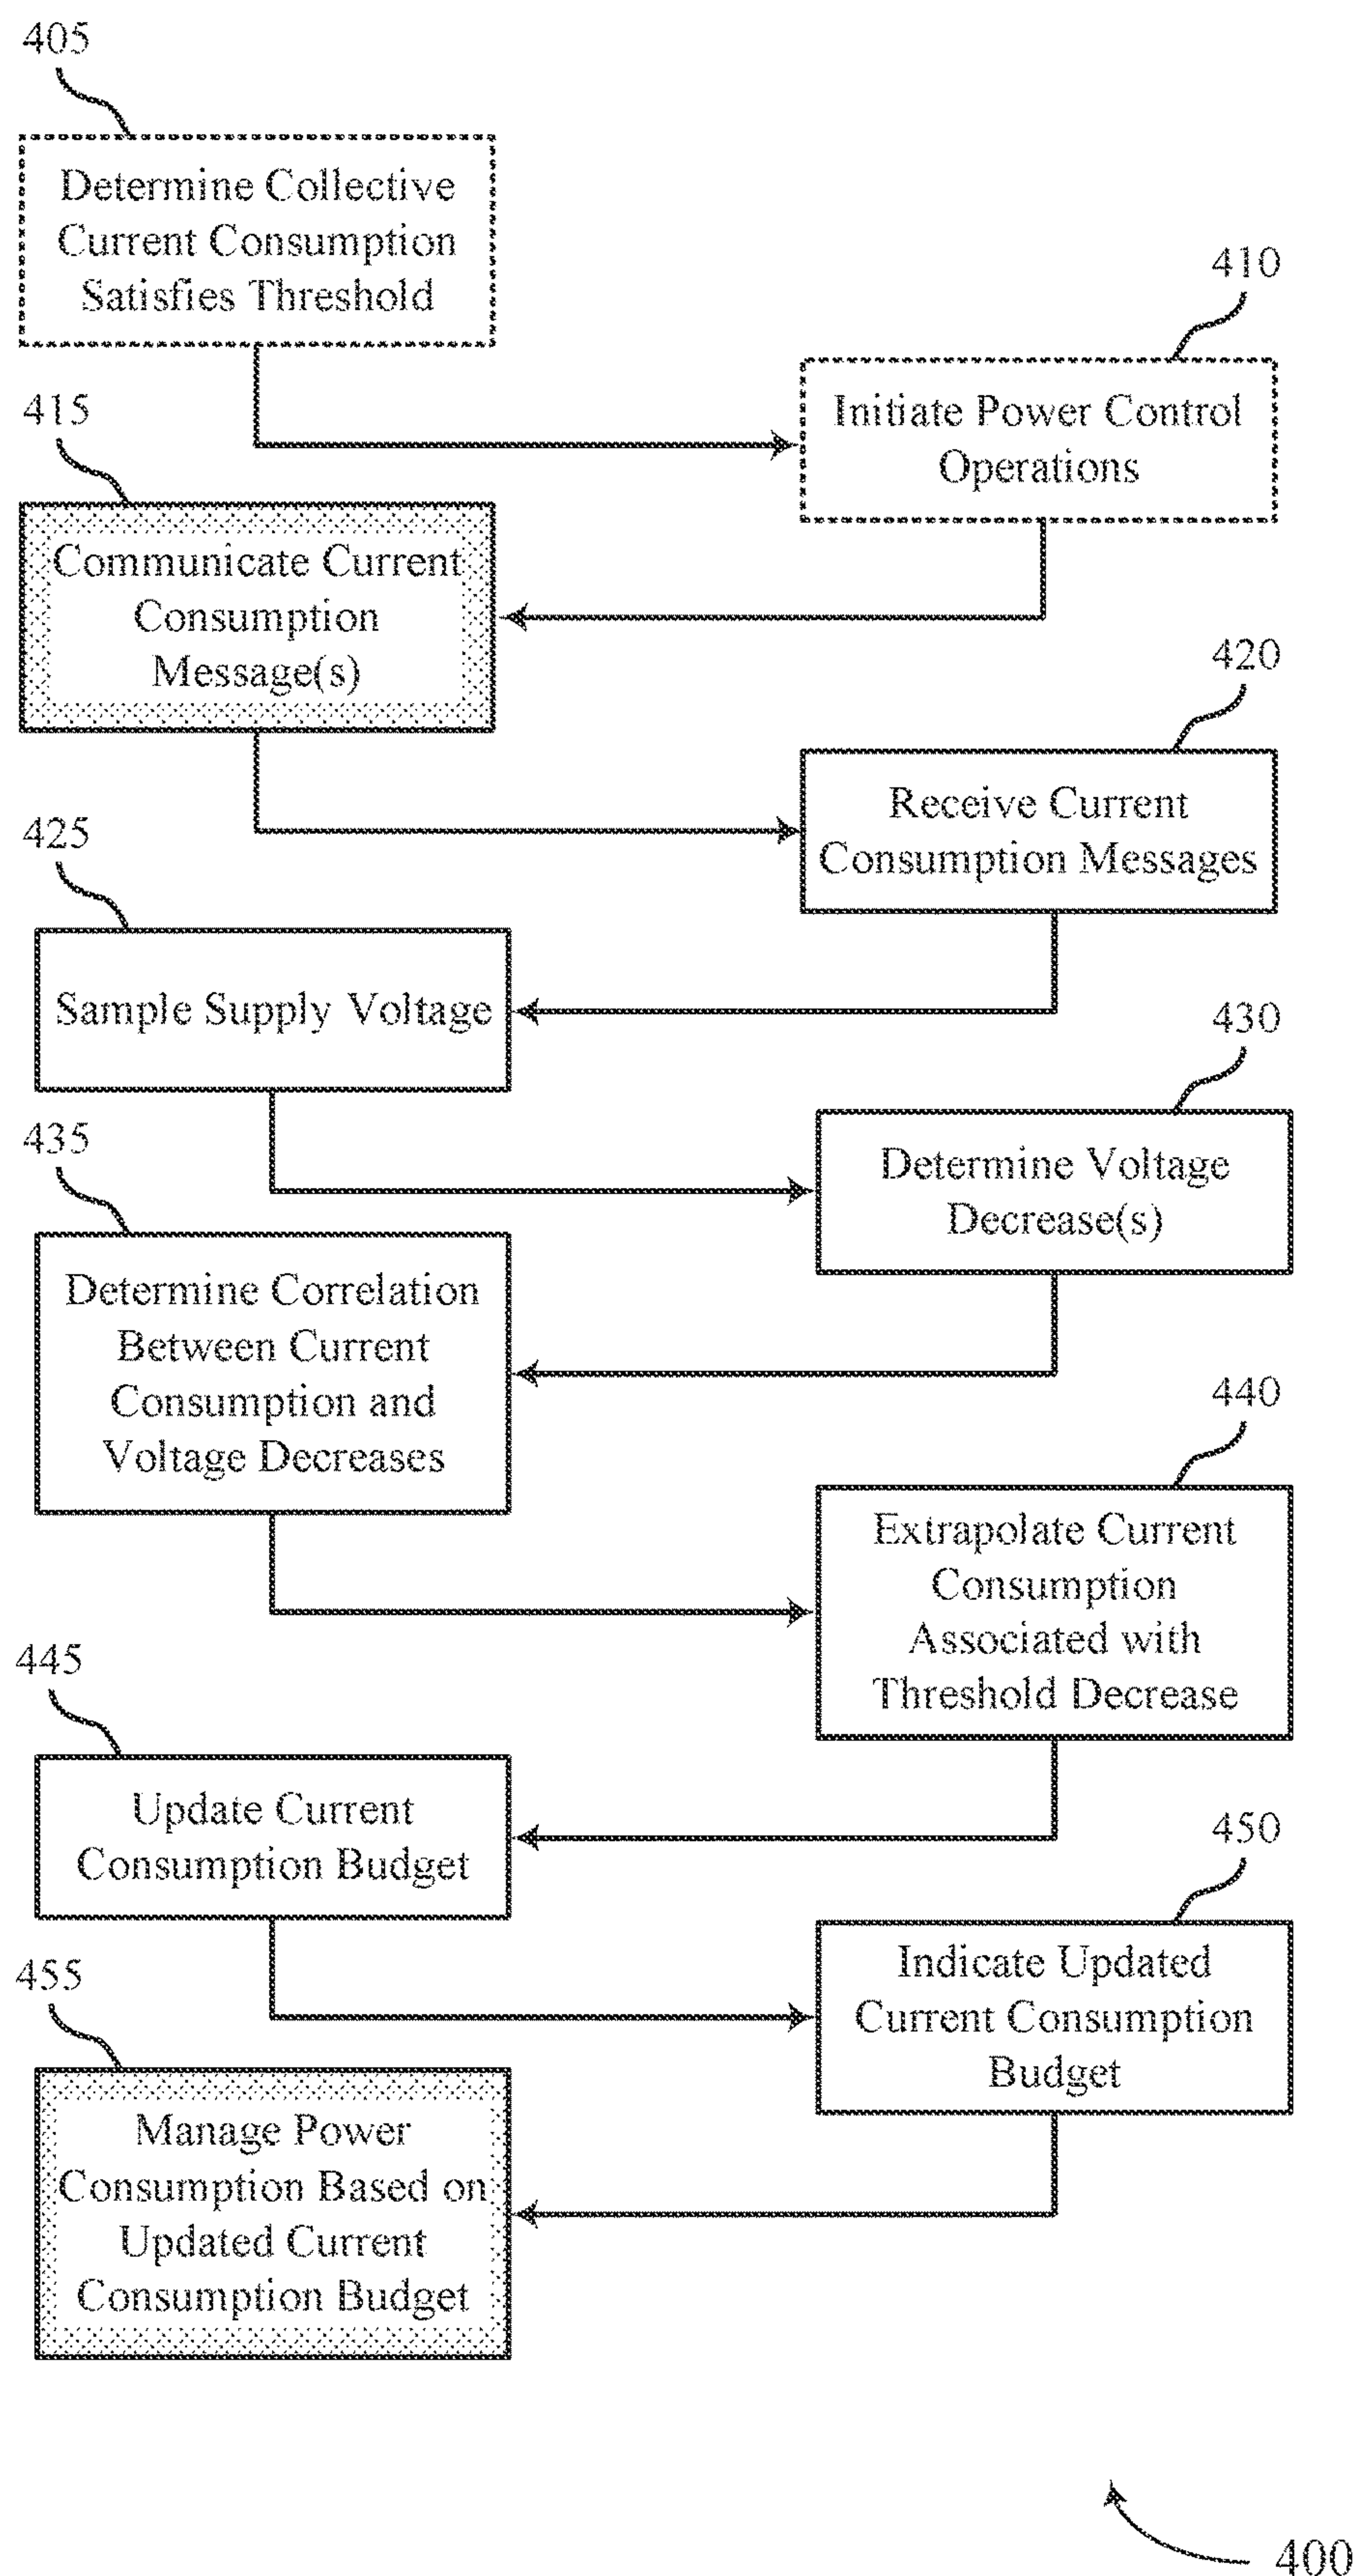 405
Determine Collective
Current Consumption
Satisfies Threshold
410
Initiate Power Control
Operations
415
Communicate Current
Consumption
Message(s)
420
Receive Current
Consumption Messages
425
Sample Supply Voltage
430
Determine Voltage
Decrease(s)
435
Determine Correlation
Between Current
Consumption and
Voltage Decreases
440
Extrapolate Current
Consumption
Associated with
Threshold Decrease
445
Update Current
Consumption Budget
450
Indicate Updated
Current Consumption
Budget
455
Manage Power
Consumption Based on
Updated Current
Consumption Budget
400